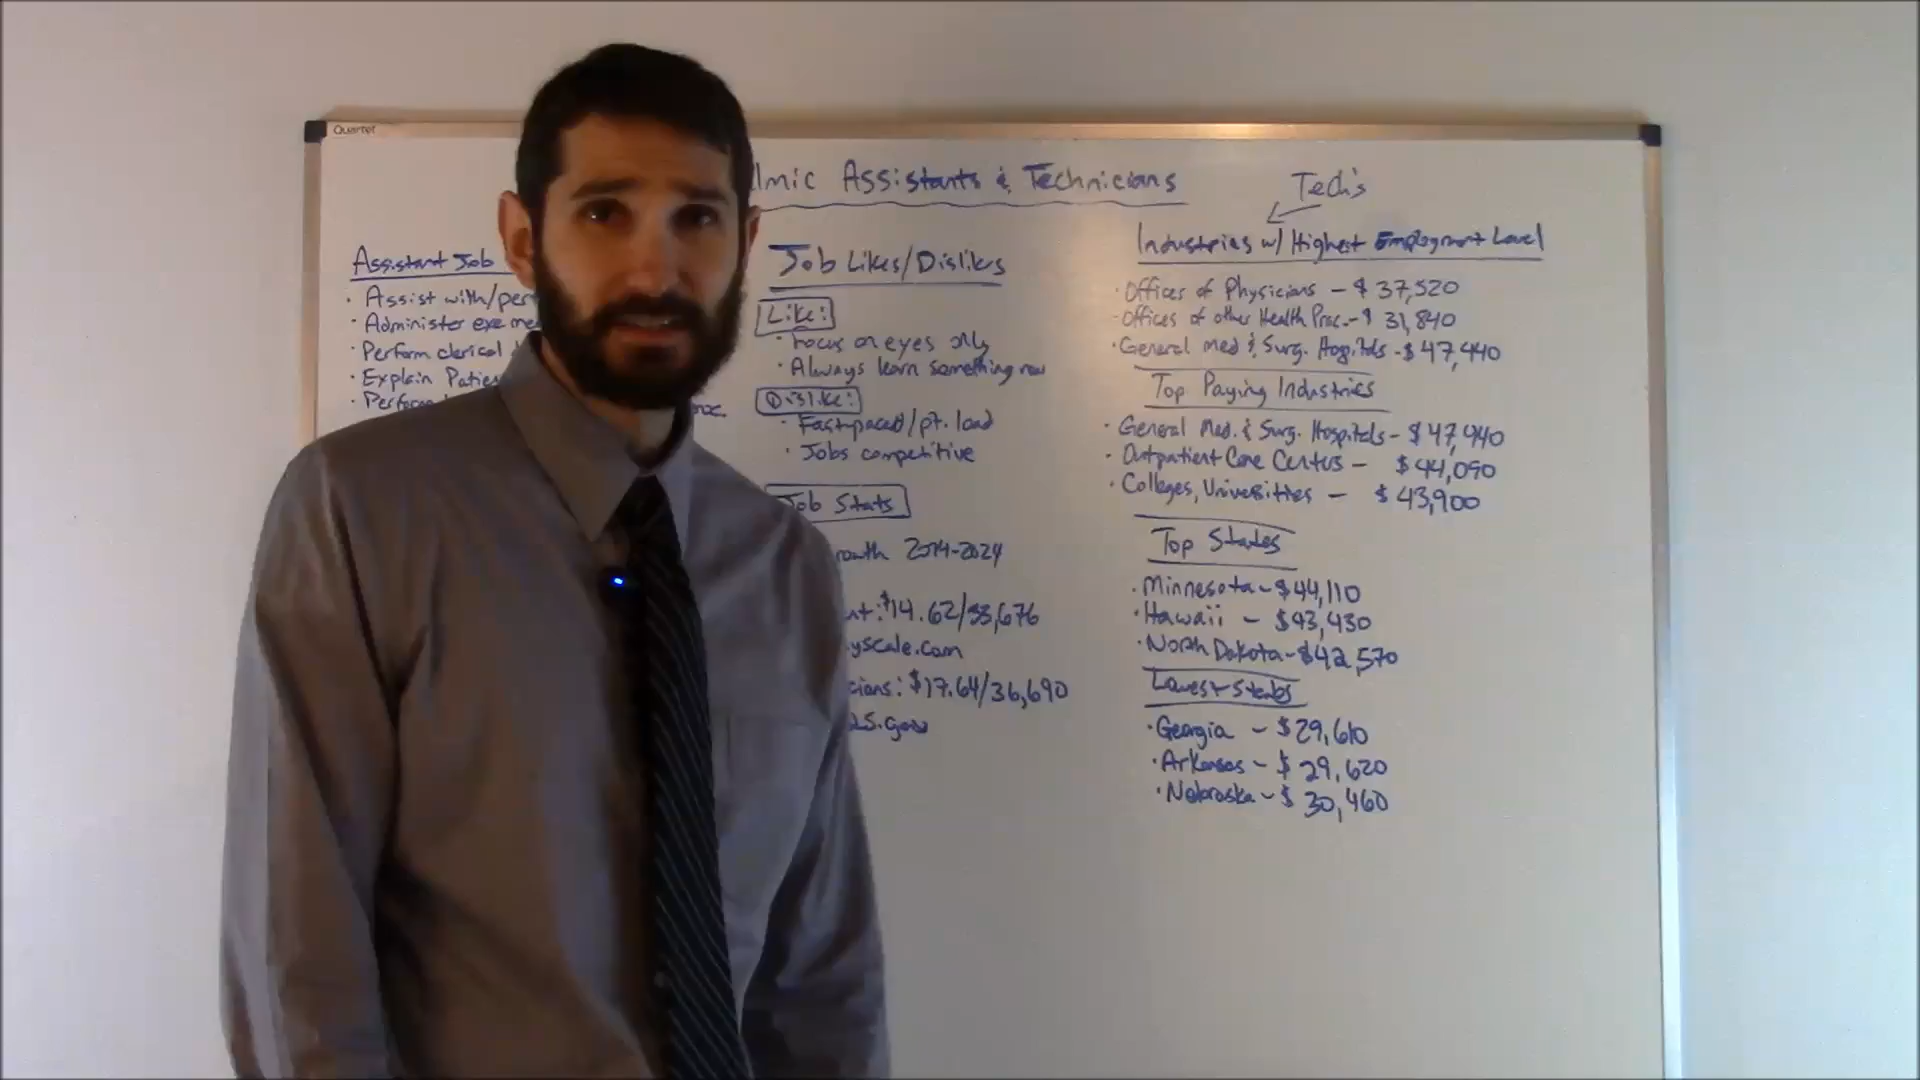 Quartet
lmic Assistants & Technicians
Tech's
Assistant Job
· Assist with/per
· Administer eye me
· Perform clerical
· Explain Patie
· Perform
Job Likes/Dislikes
Like:
· Focus on eyes only
· Always learn something new
Dislike:
· Fastpaced/pt. load
· Jobs competitive
Job Stats
rowth 2014-2024
nt: $14.62/33,676
yscale.com
cians: $17.64/36,690
LS.gov
Industries w/ Highest Employment Level
· Offices of Physicians - $37,520
· Offices of other Health Prac. - $31,840
· General med & Surg. Hospitals - $47,440
Top Paying Industries
· General Med. & Surg. Hospitals - $47,440
· Outpatient Care Centers - $44,090
· Colleges, Universities - $43,900
Top States
· Minnesota - $44,110
· Hawaii - $43,430
· North Dakota - $42,570
Lowest States
· Georgia - $29,610
· Arkansas - $29,620
· Nebraska - $30,460